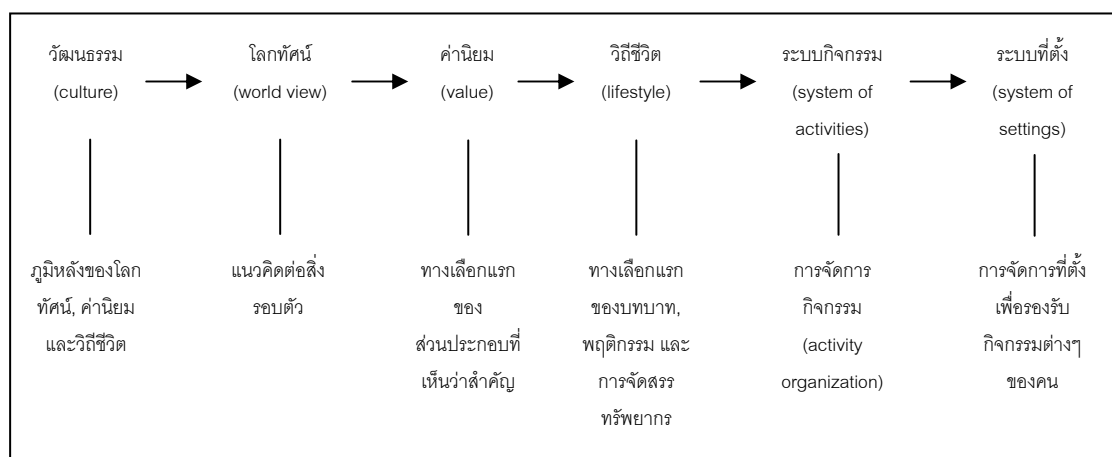 วัฒนธรรม
(culture)
โลกทัศน์
(world view)
ค่านิยม
(value)
วิถีชีวิต
(lifestyle)
ระบบกิจกรรม
(system of
activities)
ระบบที่ตั้ง
(system of
settings)
ภูมิหลังของโลก
ทัศน์, ค่านิยม
และวิถีชีวิต
แนวคิดต่อสิ่ง
รอบตัว
ทางเลือกแรก
ของ
ส่วนประกอบที่
เห็นว่าสำคัญ
ทางเลือกแรก
ของบทบาท,
พฤติกรรม และ
การจัดสรร
ทรัพยากร
การจัดการ
กิจกรรม
(activity
organization)
การจัดการที่ตั้ง
เพื่อรองรับ
กิจกรรมต่างๆ
ของคน